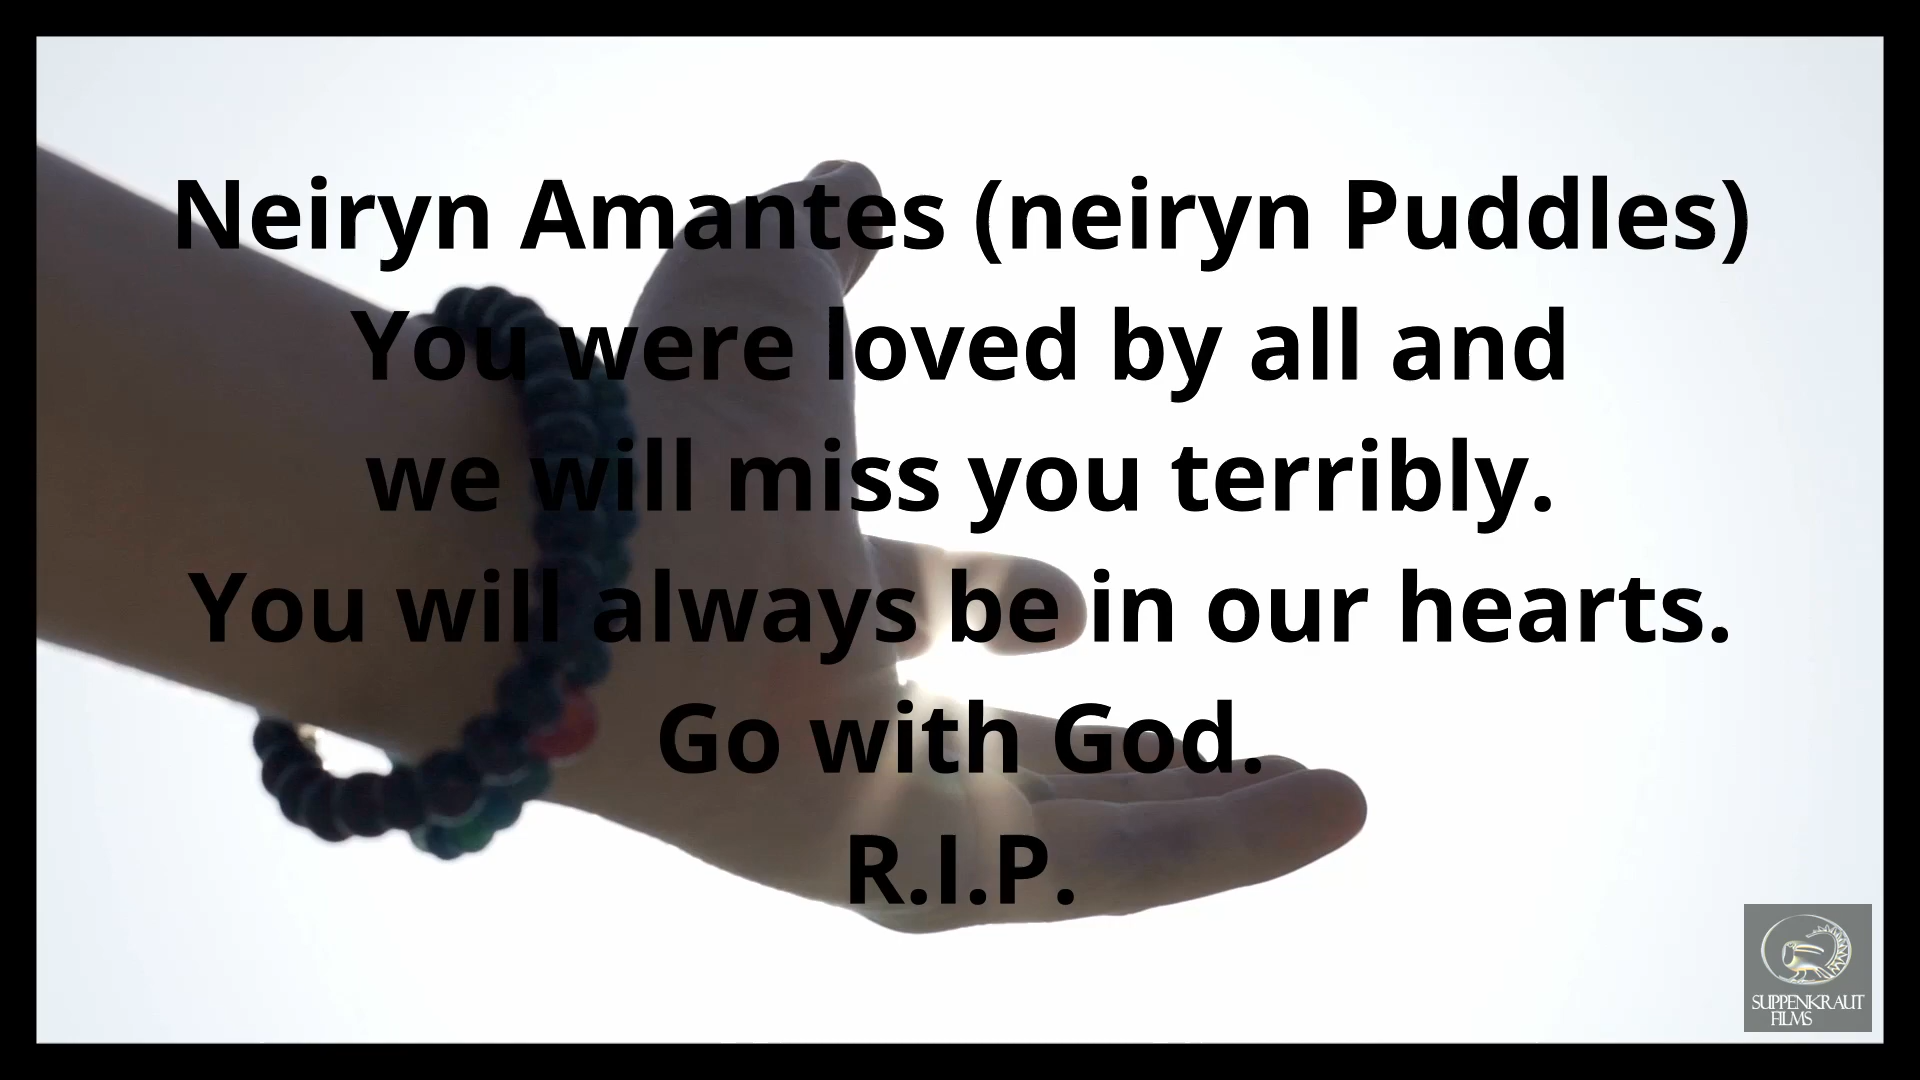 Neiryn Amantes (neiryn Puddles)
You were loved by all and
we will miss you terribly.
You will always be in our hearts.
Go with God.
R.I.P.
SUPPENKRAUT
FILMS